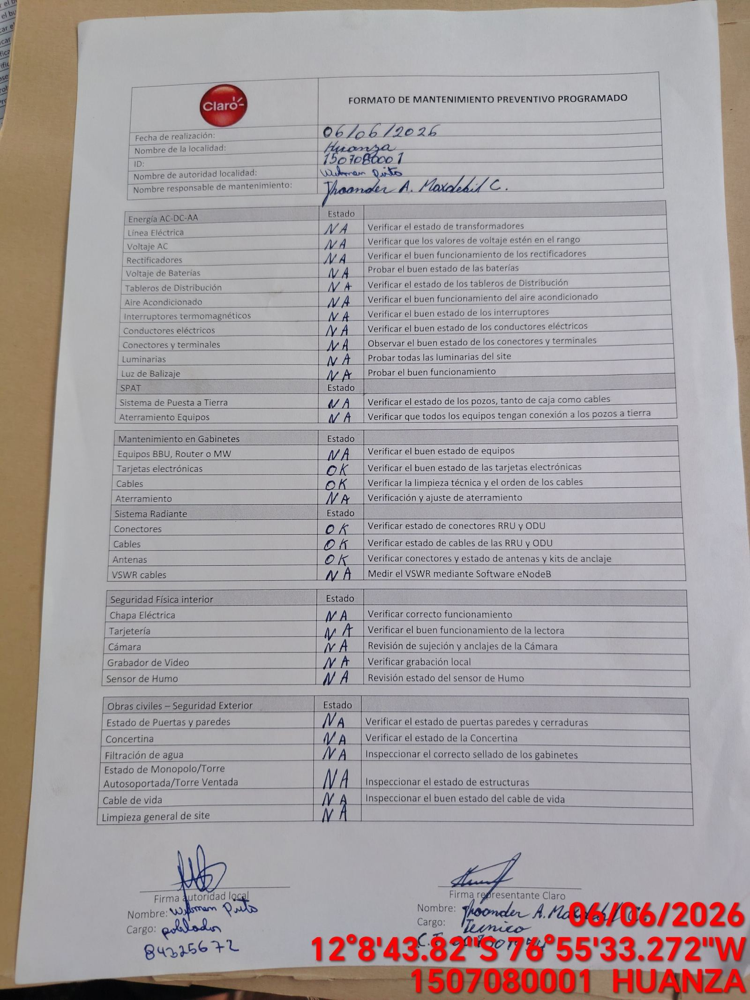 Claro
FORMATO DE MANTENIMIENTO PREVENTIVO PROGRAMADO
Fecha de realización: 06/06/2026
Nombre de la localidad: Huanza
ID: 1507080001
Nombre de autoridad localidad: Wilman Pinto
Nombre responsable de mantenimiento: Jhoander A. Maxdebil C.
Energía AC-DC-AA Estado
Línea Eléctrica NA Verificar el estado de transformadores
Voltaje AC NA Verificar que los valores de voltaje estén en el rango
Rectificadores NA Verificar el buen funcionamiento de los rectificadores
Voltaje de Baterías NA Probar el buen estado de las baterías
Tableros de Distribución NA Verificar el estado de los tableros de Distribución
Aire Acondicionado NA Verificar el buen funcionamiento del aire acondicionado
Interruptores termomagnéticos NA Verificar el buen estado de los interruptores
Conductores eléctricos NA Verificar el buen estado de los conductores eléctricos
Conectores y terminales NA Observar el buen estado de los conectores y terminales
Luminarias NA Probar todas las luminarias del site
Luz de Balizaje NA Probar el buen funcionamiento
SPAT Estado
Sistema de Puesta a Tierra NA Verificar el estado de los pozos, tanto de caja como cables
Aterramiento Equipos NA Verificar que todos los equipos tengan conexión a los pozos a tierra
Mantenimiento en Gabinetes Estado
Equipos BBU, Router o MW NA Verificar el buen estado de equipos
Tarjetas electrónicas OK Verificar el buen estado de las tarjetas electrónicas
Cables OK Verificar la limpieza técnica y el orden de los cables
Aterramiento NA Verificación y ajuste de aterramiento
Sistema Radiante Estado
Conectores OK Verificar estado de conectores RRU y ODU
Cables OK Verificar estado de cables de las RRU y ODU
Antenas OK Verificar conectores y estado de antenas y kits de anclaje
VSWR cables NA Medir el VSWR mediante Software eNodeB
Seguridad Física interior Estado
Chapa Eléctrica NA Verificar correcto funcionamiento
Tarjetería NA Verificar el buen funcionamiento de la lectora
Cámara NA Revisión de sujeción y anclajes de la Cámara
Grabador de Video NA Verificar grabación local
Sensor de Humo NA Revisión estado del sensor de Humo
Obras civiles – Seguridad Exterior Estado
Estado de Puertas y paredes NA Verificar el estado de puertas paredes y cerraduras
Concertina NA Verificar el estado de la Concertina
Filtración de agua NA Inspeccionar el correcto sellado de los gabinetes
Estado de Monopolo/Torre
Autosoportada/Torre Ventada NA Inspeccionar el estado de estructuras
Cable de vida NA Inspeccionar el buen estado del cable de vida
Limpieza general de site NA
Firma autoridad local Firma representante Claro
Nombre: Wilman Pinto Nombre: Jhoander A.
Cargo: poblador Cargo: Tecnico
84325672
06/06/2026
12°8'43.82"S 76°55'33.272"W
1507080001 HUANZA